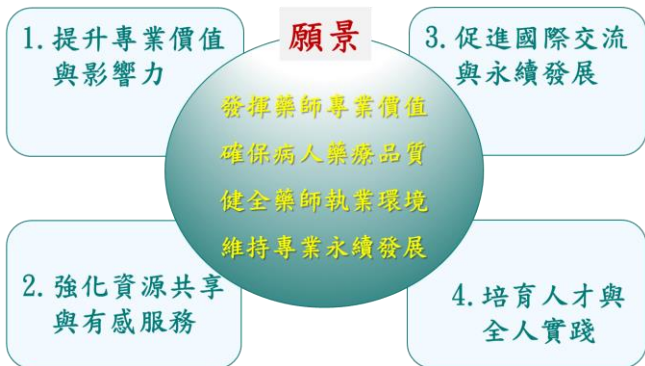 願景
1. 提升專業價值
與影響力
3. 促進國際交流
與永續發展
發揮藥師專業價值
確保病人藥療品質
健全藥師執業環境
維持專業永續發展
2. 強化資源共享
與有感服務
4. 培育人才與
全人實踐